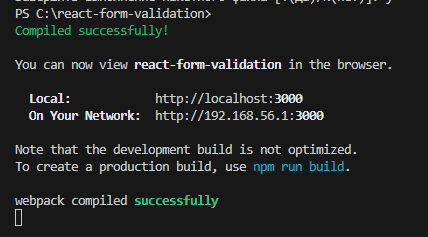 PS C:\react-form-validation>
Compiled successfully!
You can now view react-form-validation in the browser.
Local: http://localhost:3000
On Your Network: http://192.168.56.1:3000
Note that the development build is not optimized.
To create a production build, use npm run build.
webpack compiled successfully